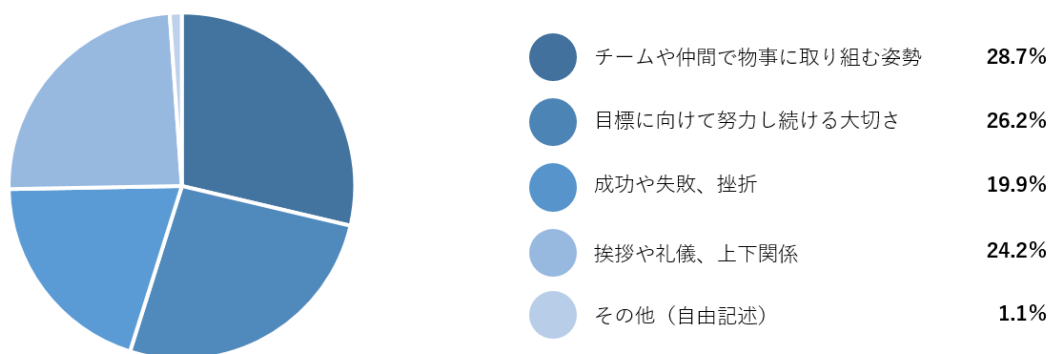 チームや仲間で物事に取り組む姿勢 28.7%
目標に向けて努力し続ける大切さ 26.2%
成功や失敗、挫折 19.9%
挨拶や礼儀、上下関係 24.2%
その他（自由記述） 1.1%